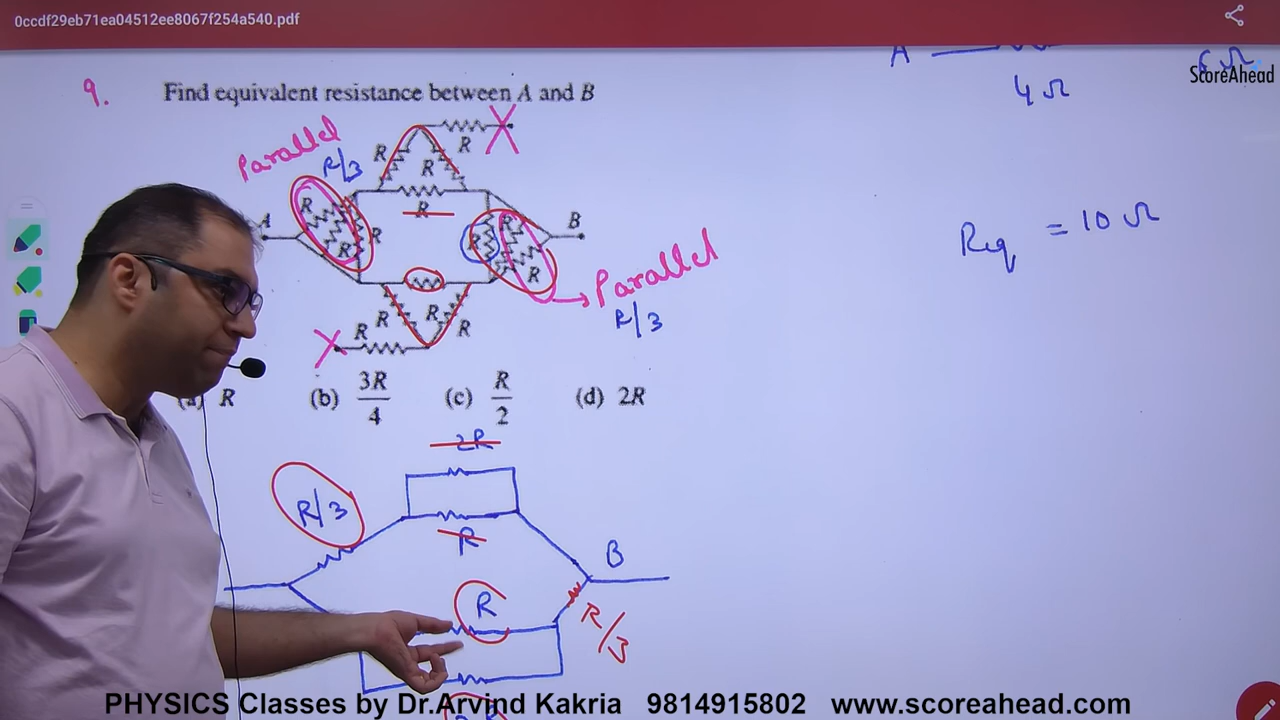 0ccdf29eb71ea04512ee8067f254a540.pdf
ScoreAhead
A
4 Ω
6 Ω
9. Find equivalent resistance between A and B
Parallel
R/3
R
R
R
R
R
R
R
A
B
R
R
R
R
R
R
R
Parallel
R/3
Req = 10 Ω
(a) R (b) 3R/4 (c) R/2 (d) 2R
2R
R/3
R
B
R
R/3
PHYSICS Classes by Dr.Arvind Kakria 9814915802 www.scoreahead.com